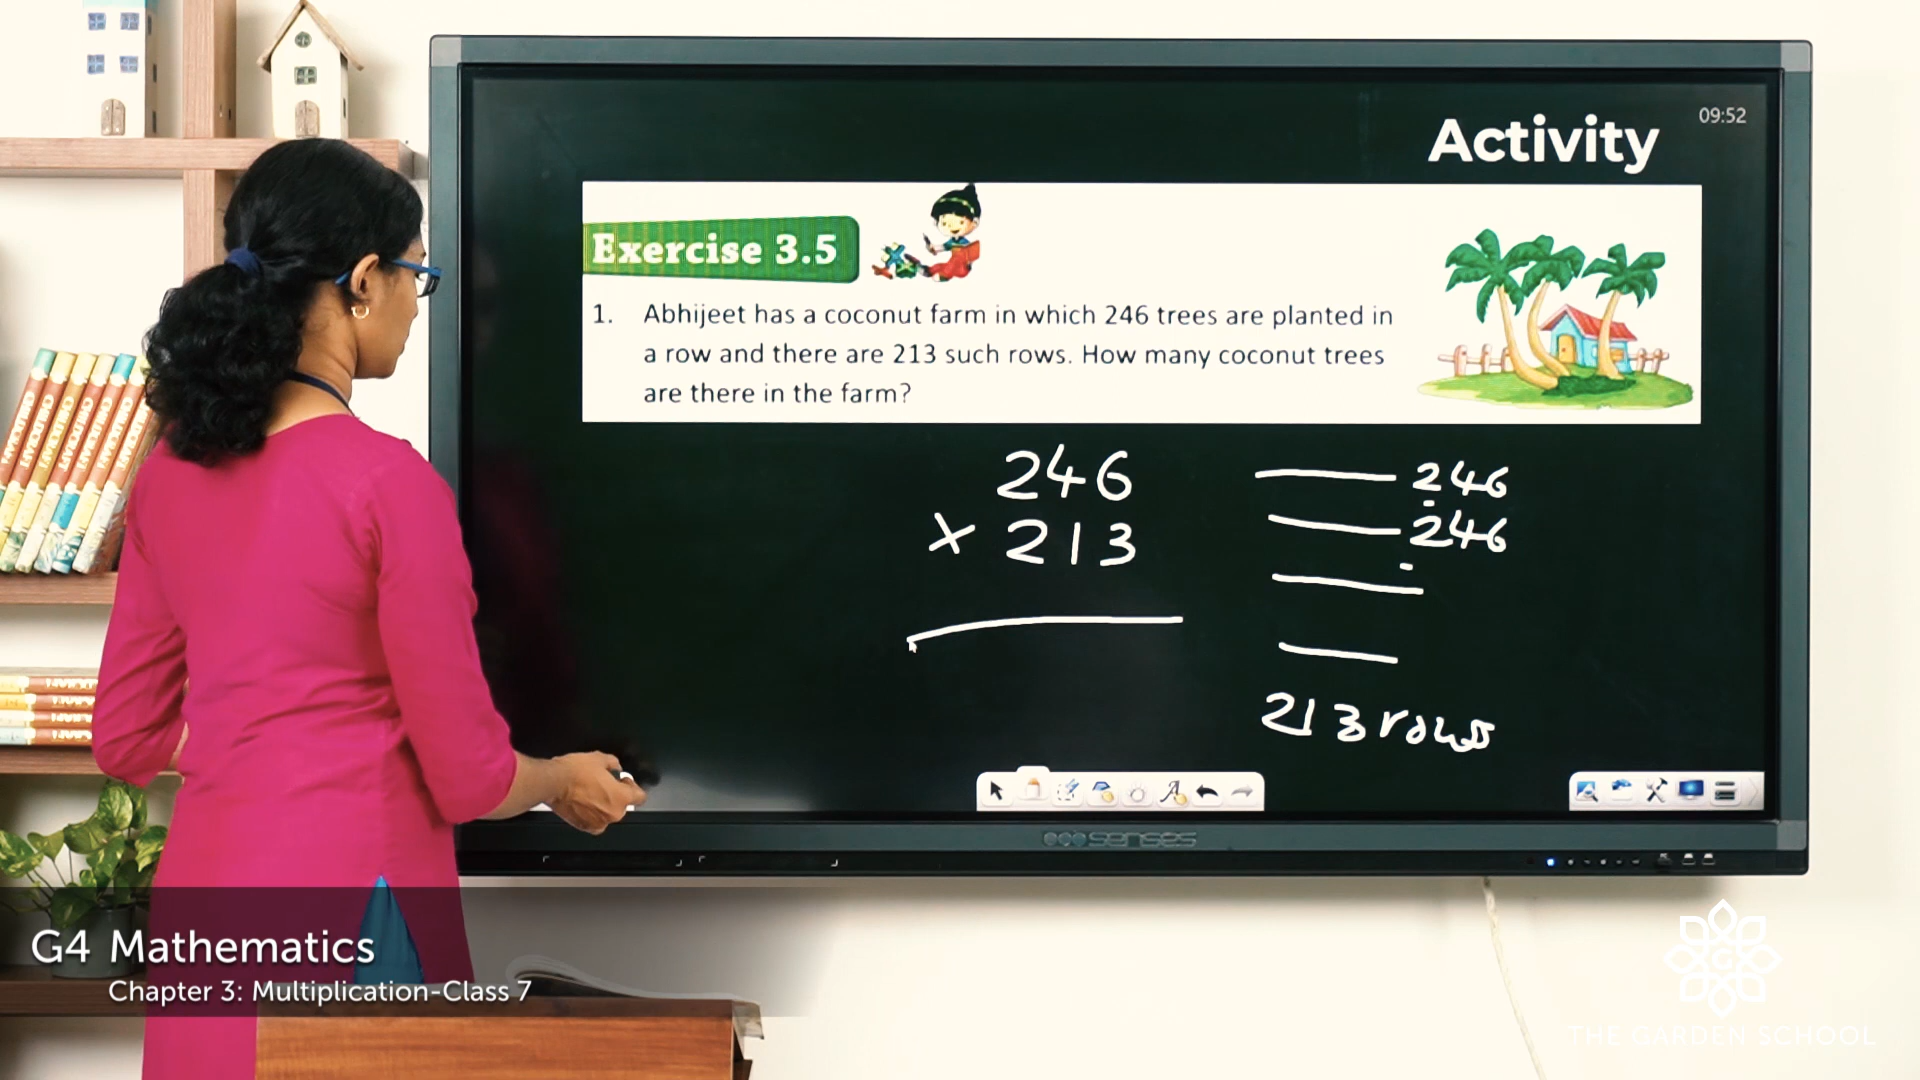 09:52
Activity
Exercise 3.5
1. Abhijeet has a coconut farm in which 246 trees are planted in
a row and there are 213 such rows. How many coconut trees
are there in the farm?
246
× 213
246
246
213 rows
ecosenses
G4 Mathematics
Chapter 3: Multiplication-Class 7
THE GARDEN SCHOOL